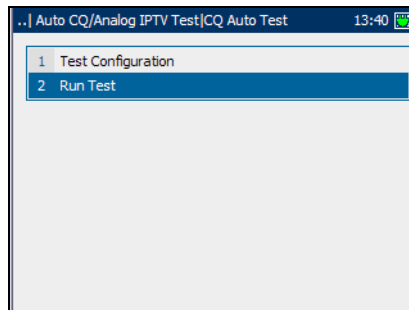 ..| Auto CQ/Analog IPTV Test|CQ Auto Test 13:40
1 Test Configuration
2 Run Test